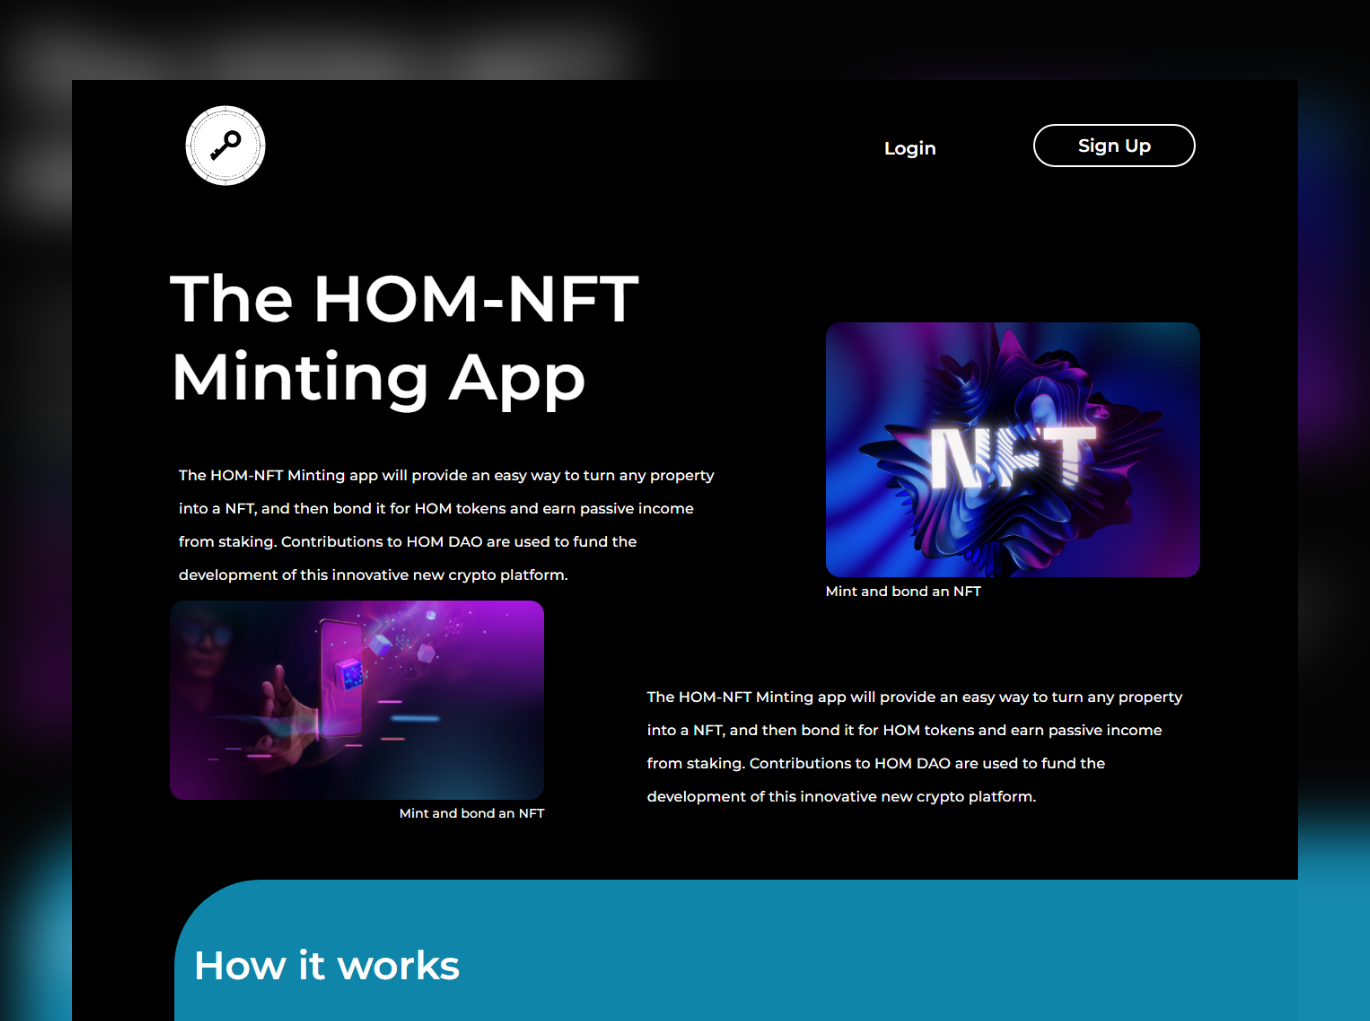 Login
Sign Up
The HOM-NFT
Minting App
The HOM-NFT Minting app will provide an easy way to turn any property
into a NFT, and then bond it for HOM tokens and earn passive income
from staking. Contributions to HOM DAO are used to fund the
development of this innovative new crypto platform.
NFT
Mint and bond an NFT
Mint and bond an NFT
The HOM-NFT Minting app will provide an easy way to turn any property
into a NFT, and then bond it for HOM tokens and earn passive income
from staking. Contributions to HOM DAO are used to fund the
development of this innovative new crypto platform.
How it works